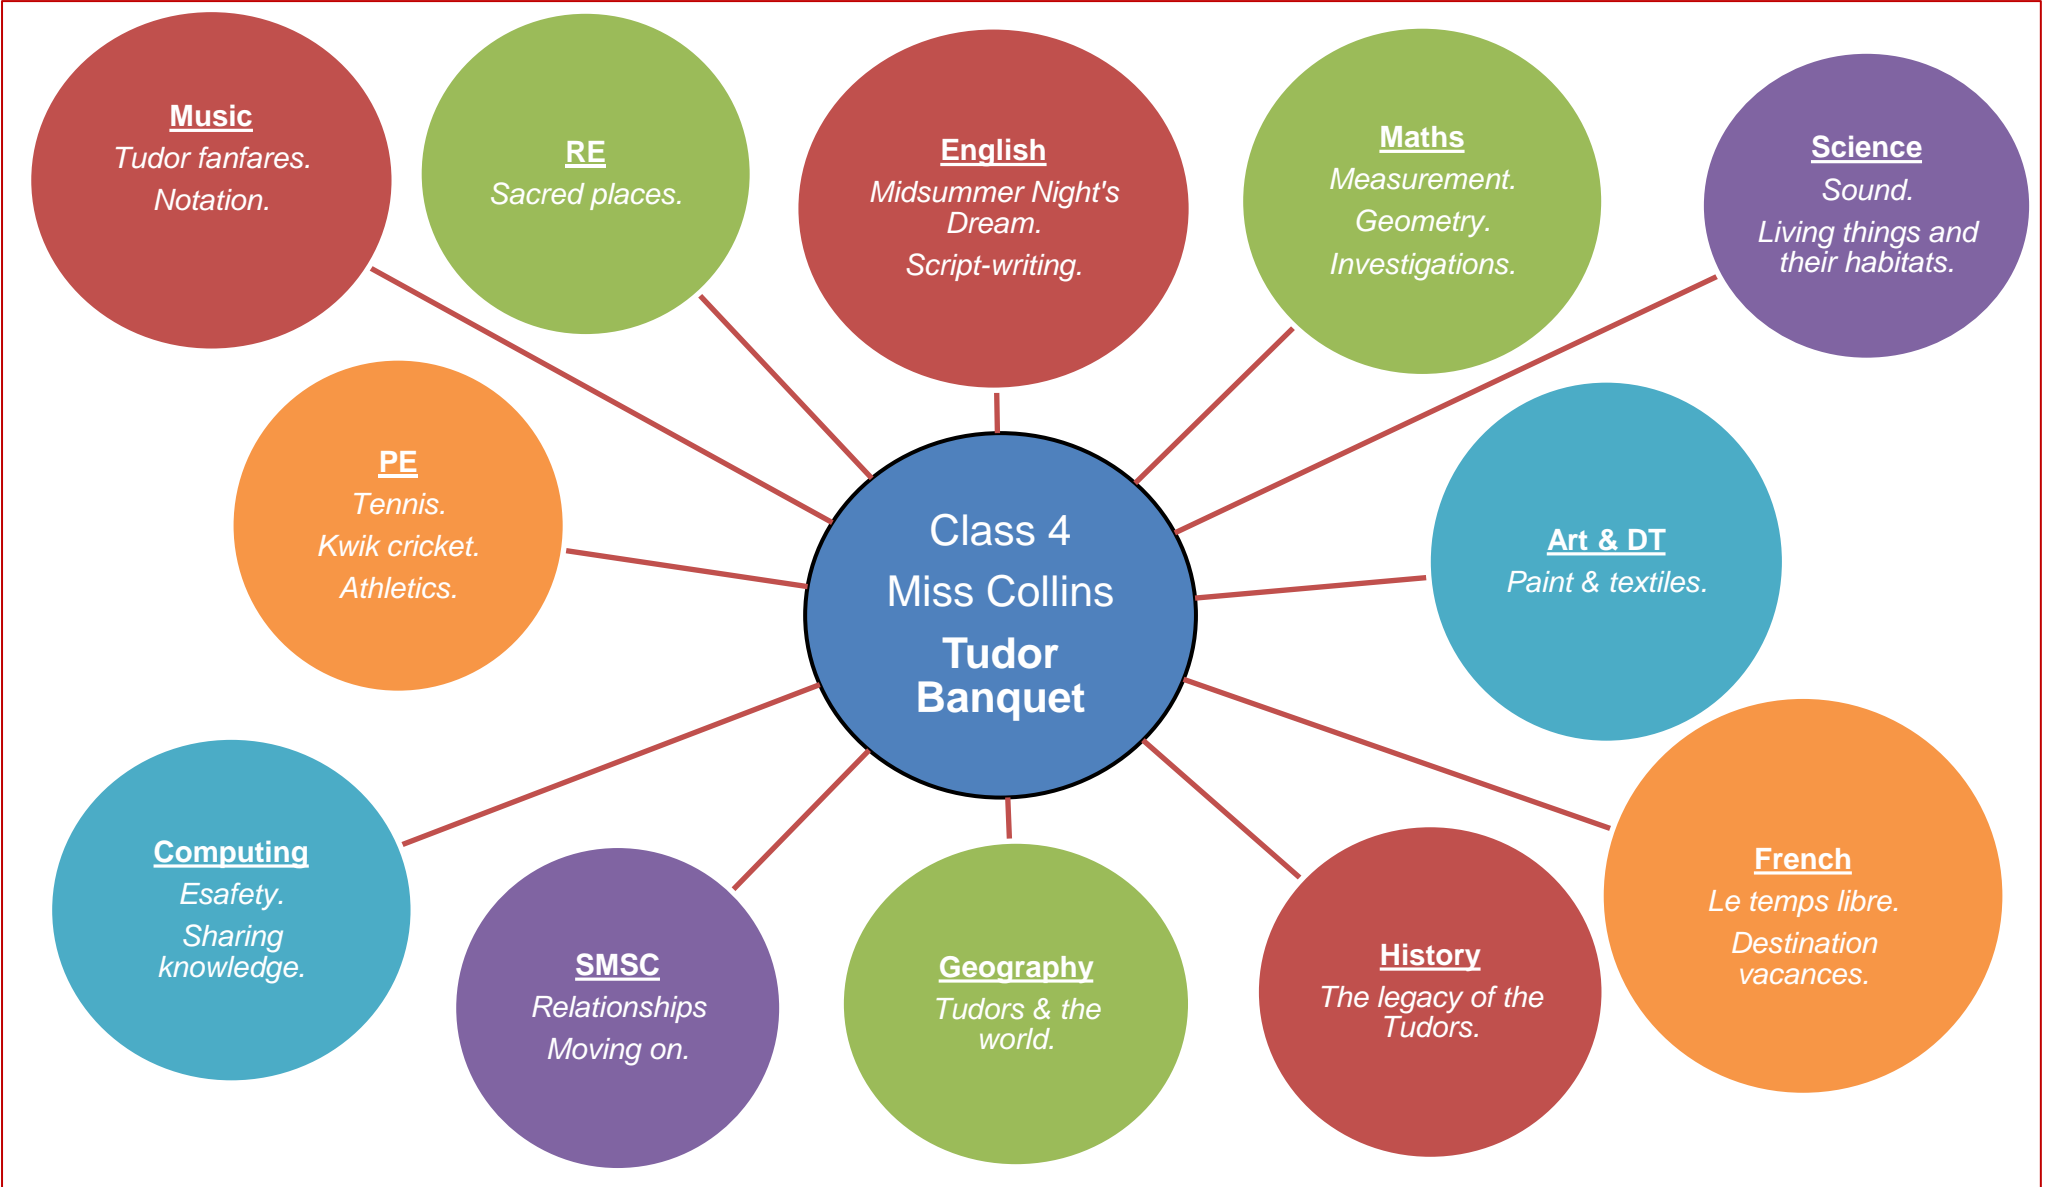 Music
Tudor fanfares.
Notation.
RE
Sacred places.
English
Midsummer Night's
Dream.
Script-writing.
Maths
Measurement.
Geometry.
Investigations.
Science
Sound.
Living things and
their habitats.
PE
Tennis.
Kwik cricket.
Athletics.
Class 4
Miss Collins
Tudor
Banquet
Art & DT
Paint & textiles.
Computing
Esafety.
Sharing
knowledge.
SMSC
Relationships
Moving on.
Geography
Tudors & the
world.
History
The legacy of the
Tudors.
French
Le temps libre.
Destination
vacances.